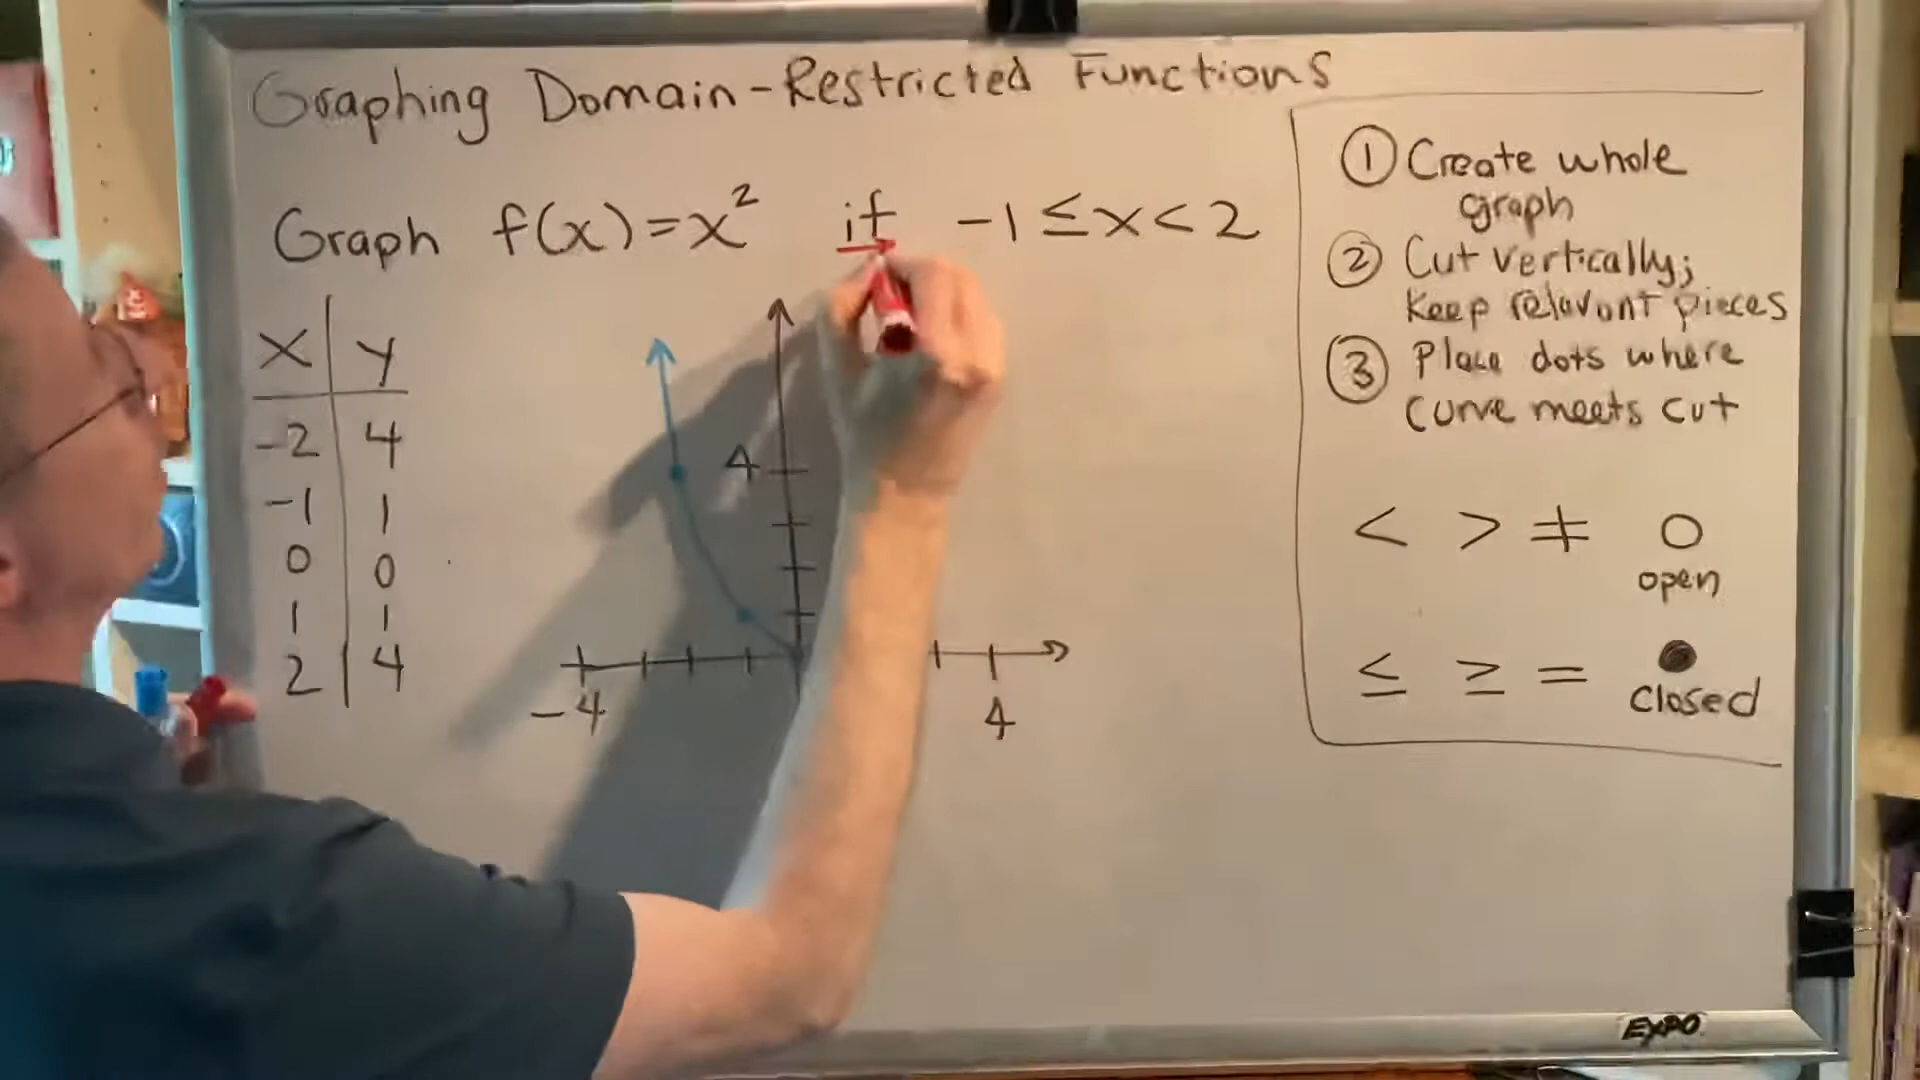 Graphing Domain-Restricted Functions
Graph f(x)=x² if -1≤x<2
x y
-2 4
-1 1
0 0
1 1
2 4
4
-4 4
① Create whole
graph
② Cut vertically;
Keep relavant pieces
③ Place dots where
curve meets cut
< > ≠ ○
open
≤ ≥ = ●
closed
EXPO